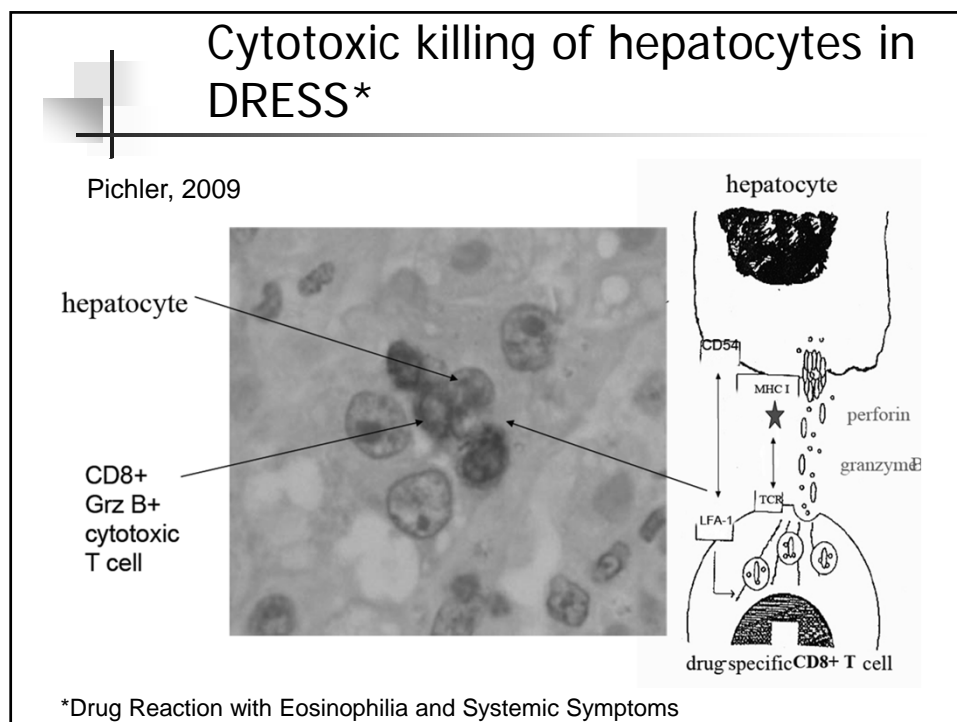 Cytotoxic killing of hepatocytes in
DRESS*
Pichler, 2009
hepatocyte
CD8+
Grz B+
cytotoxic
T cell
hepatocyte
CD54
MHC I
perforin
granzymeB
TCR
LFA-1
drug-specific CD8+ T cell
*Drug Reaction with Eosinophilia and Systemic Symptoms